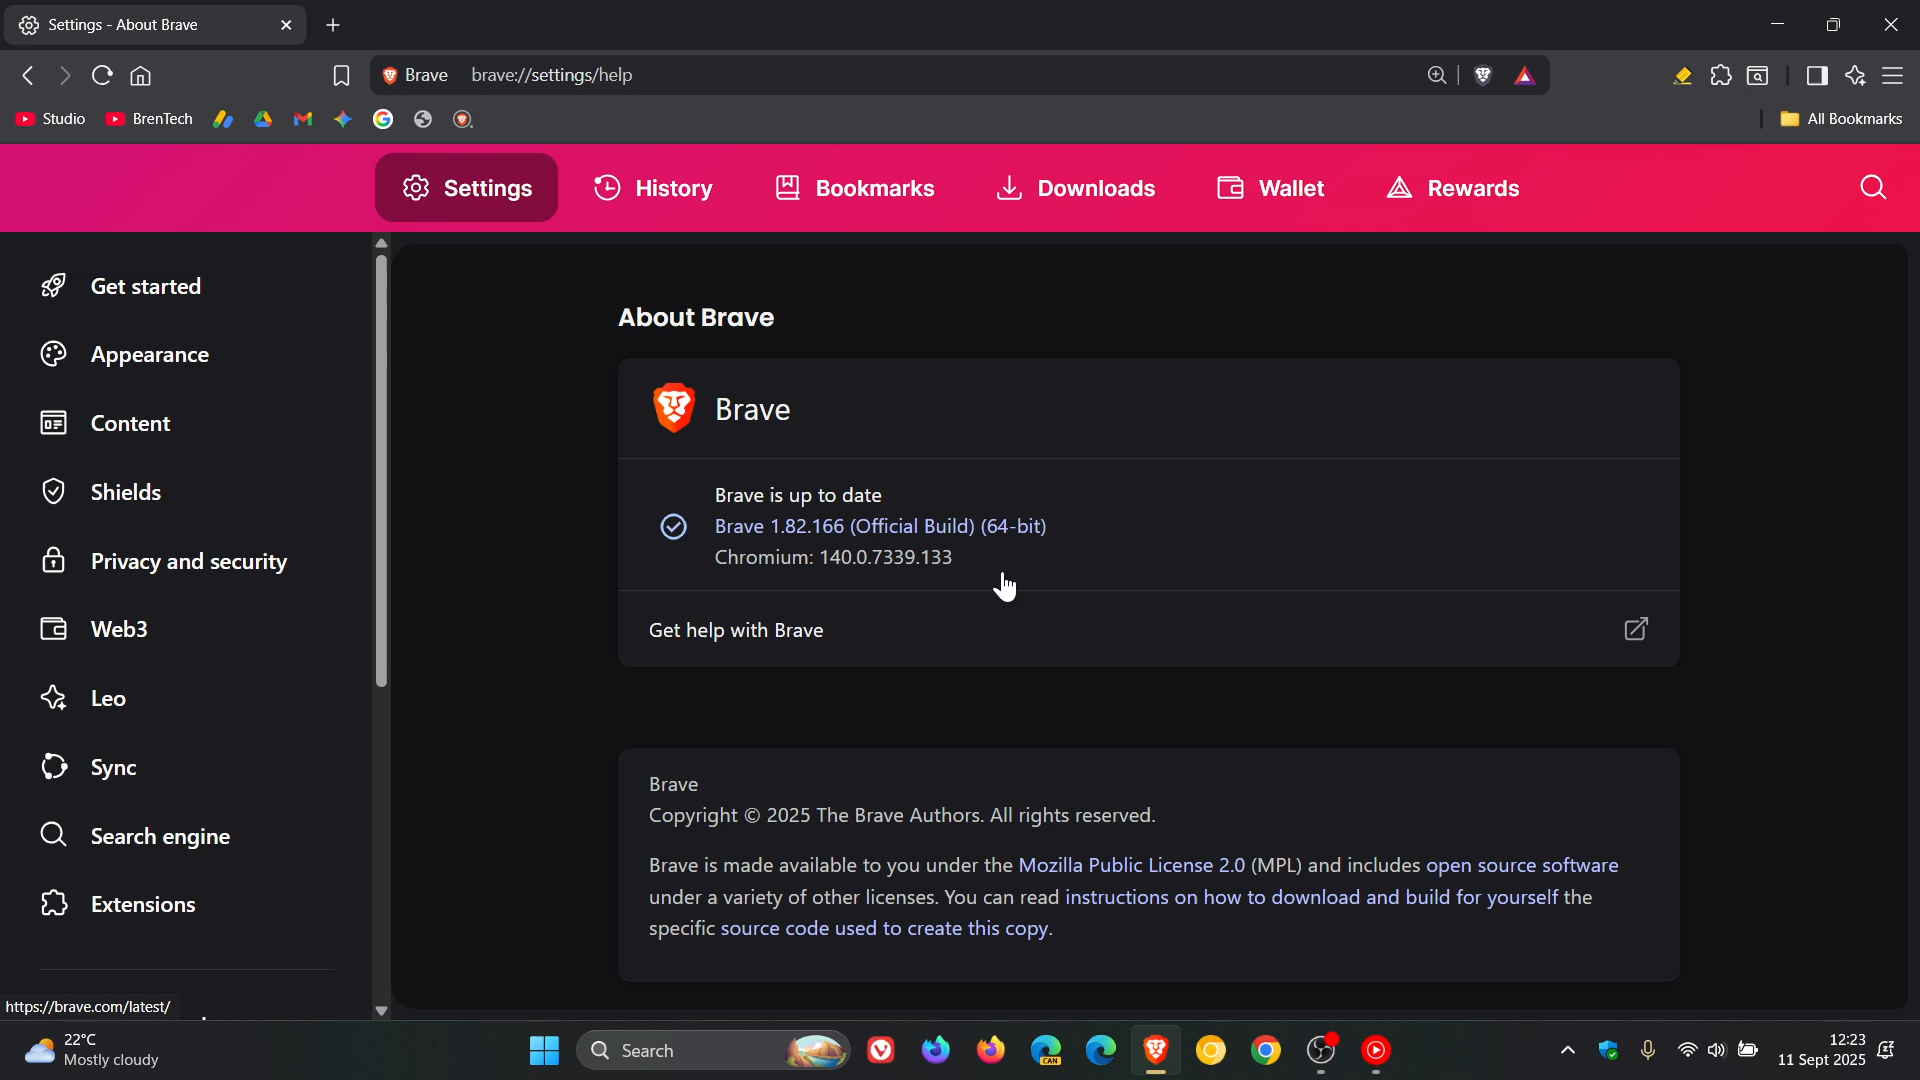 Settings - About Brave
Brave brave://settings/help
Studio BrenTech All Bookmarks
Settings History Bookmarks Downloads Wallet Rewards
Get started
Appearance
Content
Shields
Privacy and security
Web3
Leo
Sync
Search engine
Extensions
About Brave
Brave
Brave is up to date
Brave 1.82.166 (Official Build) (64-bit)
Chromium: 140.0.7339.133
Get help with Brave
Brave
Copyright © 2025 The Brave Authors. All rights reserved.
Brave is made available to you under the Mozilla Public License 2.0 (MPL) and includes open source software
under a variety of other licenses. You can read instructions on how to download and build for yourself the
specific source code used to create this copy.
https://brave.com/latest/
22°C
Mostly cloudy
Search
CAN
12:23
11 Sept 2025